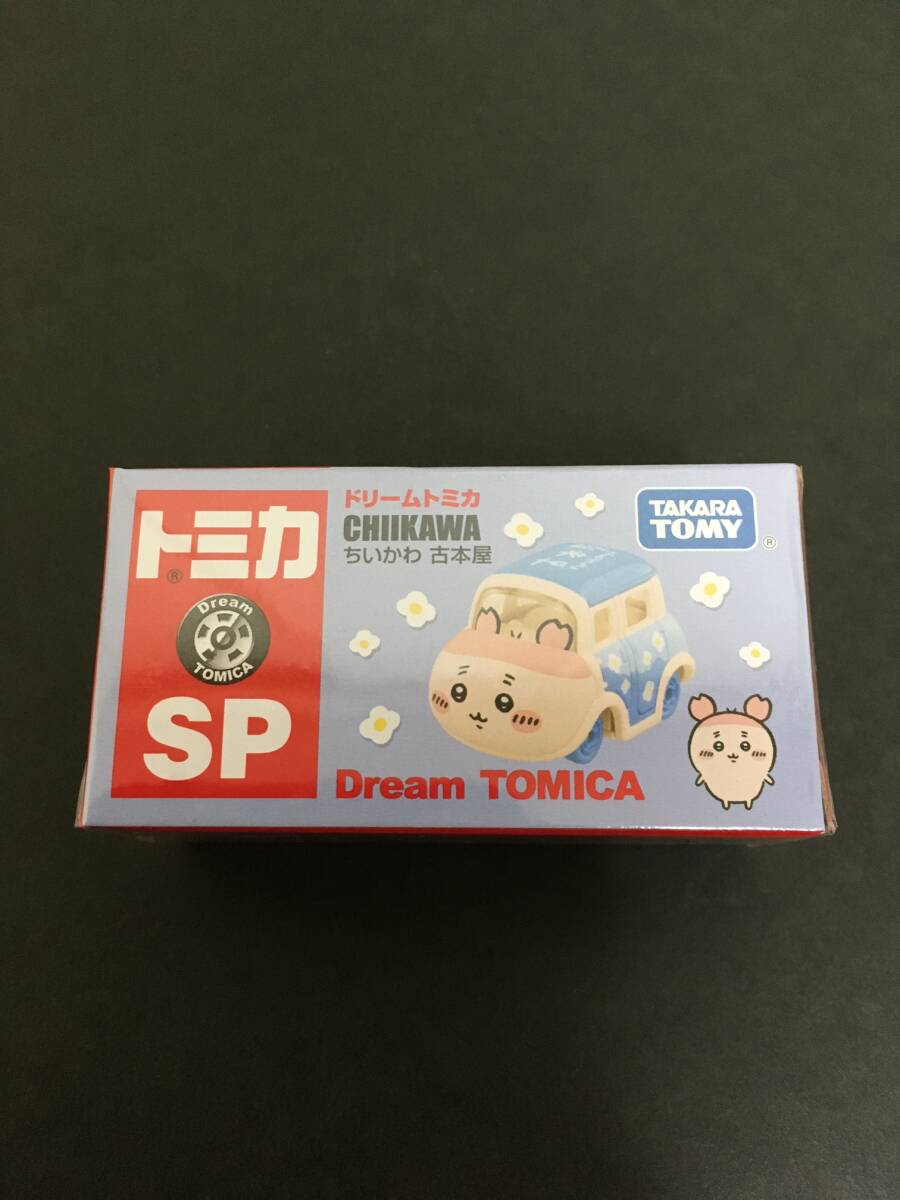 トミカ
®
Dream
TOMICA
SP
ドリームトミカ
CHIIKAWA
ちいかわ 古本屋
TAKARA
TOMY
®
Dream TOMICA